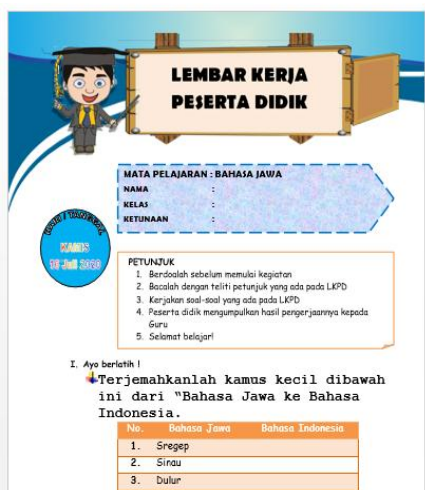 LEMBAR KERJA
PESERTA DIDIK
MATA PELAJARAN : BAHASA JAWA
NAMA :
KELAS :
KETUNAAN :
HARI / TANGGAL
KAMIS
16 Juli 2020
PETUNJUK
1. Berdoalah sebelum memulai kegiatan
2. Bacalah dengan teliti petunjuk yang ada pada LKPD
3. Kerjakan soal-soal yang ada pada LKPD
4. Peserta didik mengumpulkan hasil pengerjaannya kepada
Guru
5. Selamat belajar!
I. Ayo berlatih !
Terjemahkanlah kamus kecil dibawah
ini dari "Bahasa Jawa ke Bahasa
Indonesia.
No. Bahasa Jawa Bahasa Indonesia
1. Sregep
2. Sinau
3. Dulur